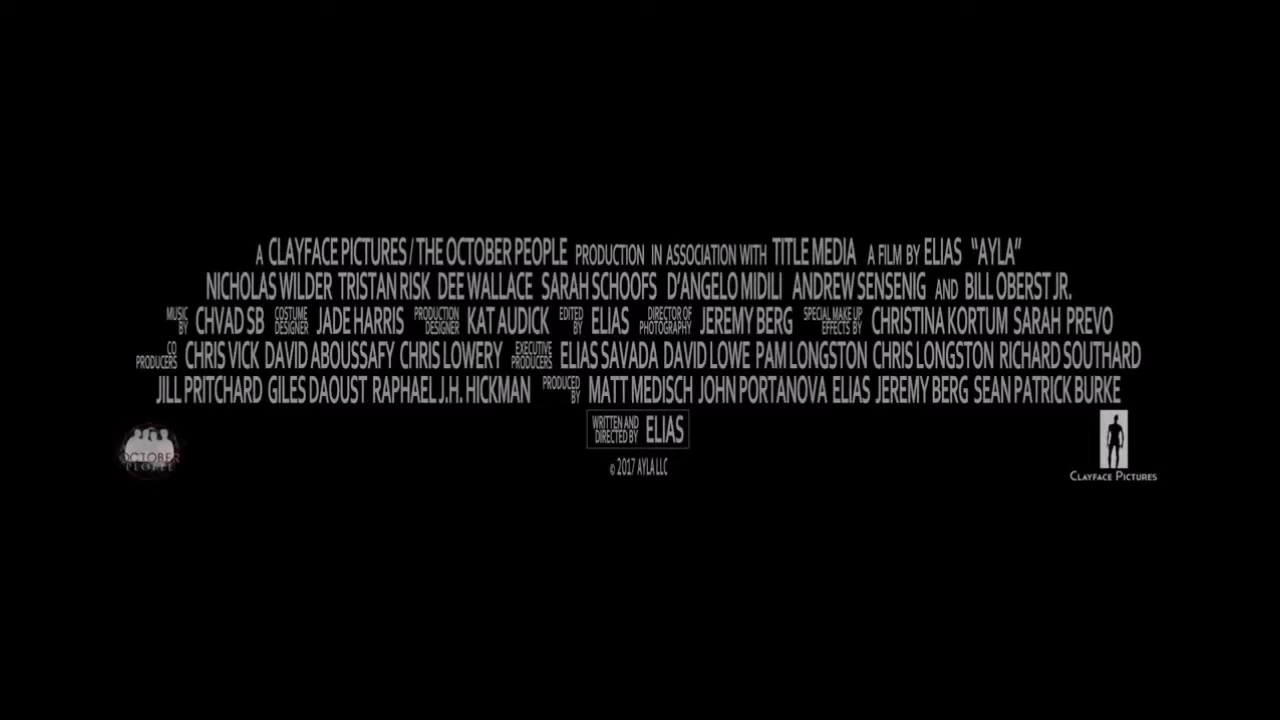 A CLAYFACE PICTURES / THE OCTOBER PEOPLE PRODUCTION IN ASSOCIATION WITH TITLE MEDIA A FILM BY ELIAS “AYLA”
NICHOLAS WILDER TRISTAN RISK DEE WALLACE SARAH SCHOOFS D'ANGELO MIDILI ANDREW SENSENIG AND BILL OBERST JR.
MUSIC BY CHVAD SB COSTUME DESIGNER JADE HARRIS PRODUCTION DESIGNER KAT AUDICK EDITED BY ELIAS DIRECTOR OF PHOTOGRAPHY JEREMY BERG SPECIAL MAKE UP EFFECTS BY CHRISTINA KORTUM SARAH PREVO
CO PRODUCERS CHRIS VICK DAVID ABOUSSAFY CHRIS LOWERY EXECUTIVE PRODUCERS ELIAS SAVADA DAVID LOWE PAM LONGSTON CHRIS LONGSTON RICHARD SOUTHARD
JILL PRITCHARD GILES DAOUST RAPHAEL J.H. HICKMAN PRODUCED BY MATT MEDISCH JOHN PORTANOVA ELIAS JEREMY BERG SEAN PATRICK BURKE
WRITTEN AND DIRECTED BY ELIAS
© 2017 AYLA LLC
OCTOBER
PEOPLE
CLAYFACE PICTURES